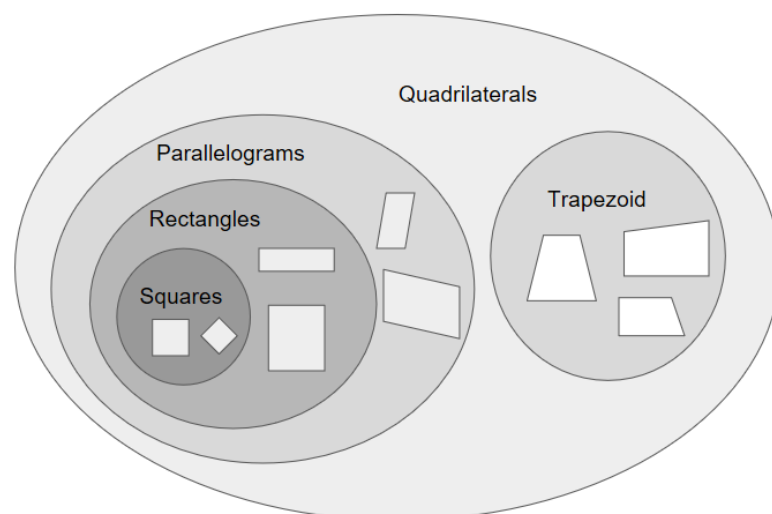 Quadrilaterals
Parallelograms
Trapezoid
Rectangles
Squares